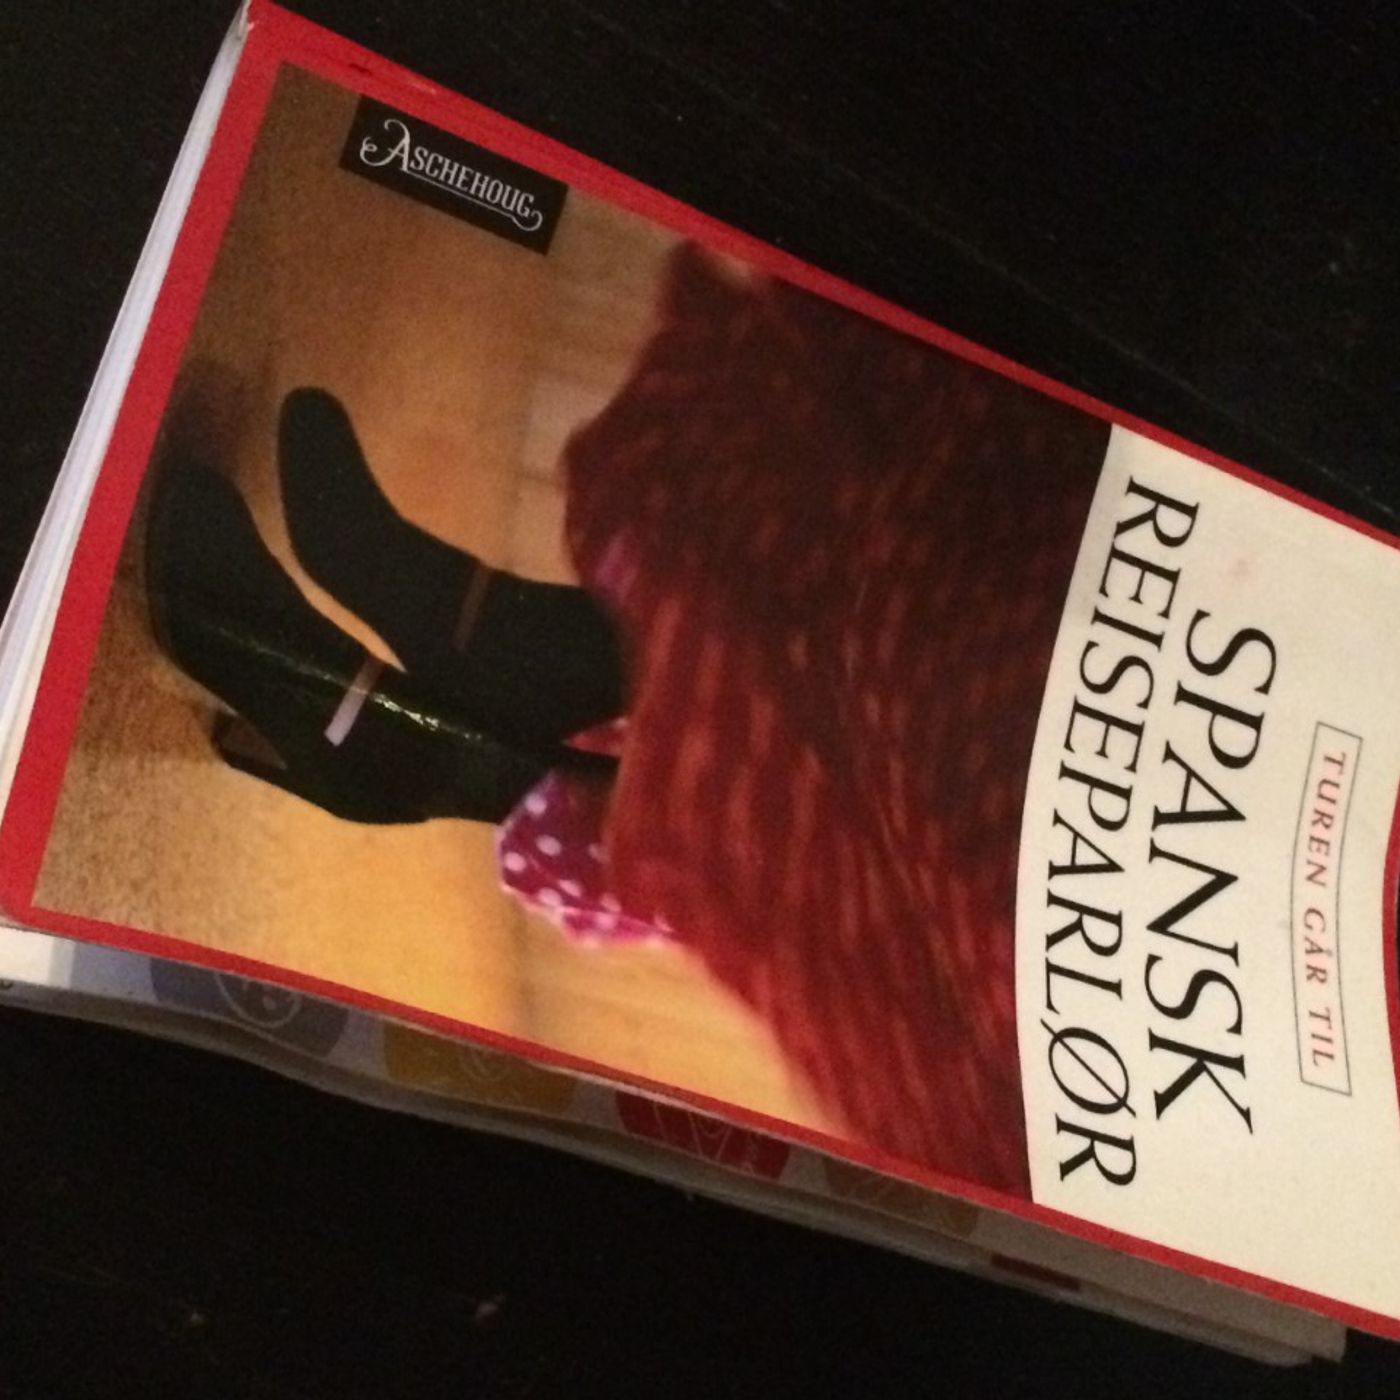 TUREN GÅR TIL
SPANSK
REISEPARLØR
ASCHEHOUG